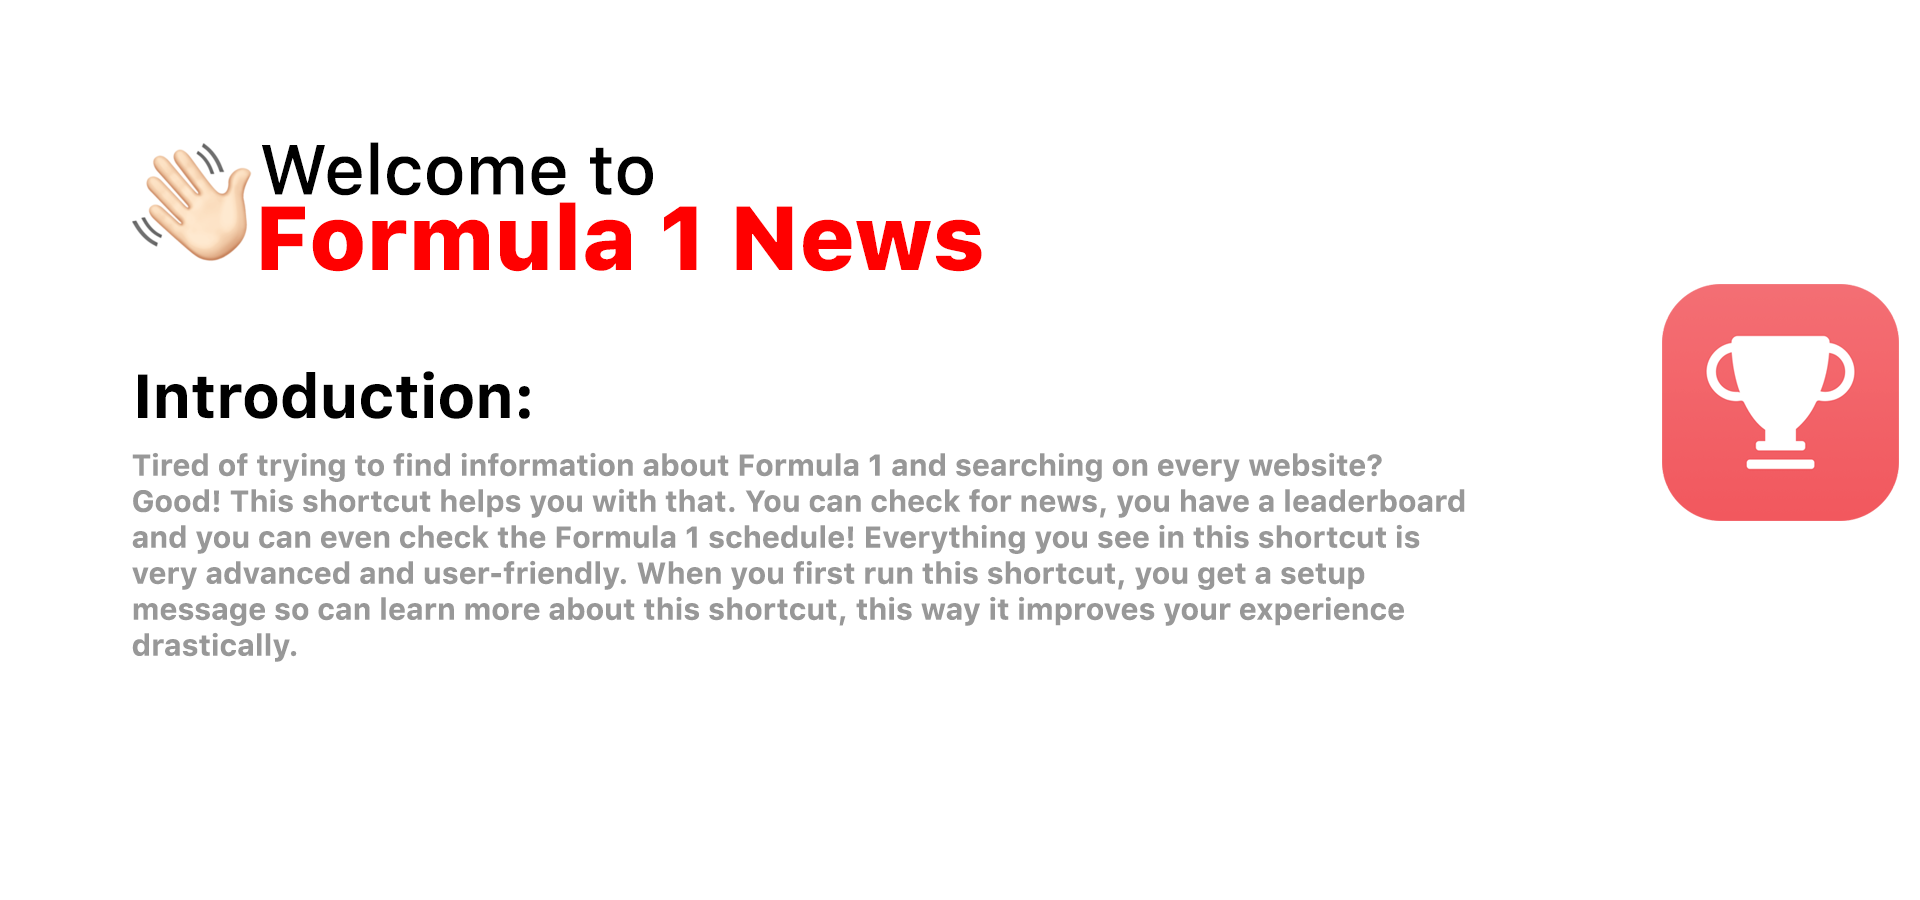 Welcome to
Formula 1 News
Introduction:
Tired of trying to find information about Formula 1 and searching on every website?
Good! This shortcut helps you with that. You can check for news, you have a leaderboard
and you can even check the Formula 1 schedule! Everything you see in this shortcut is
very advanced and user-friendly. When you first run this shortcut, you get a setup
message so can learn more about this shortcut, this way it improves your experience
drastically.